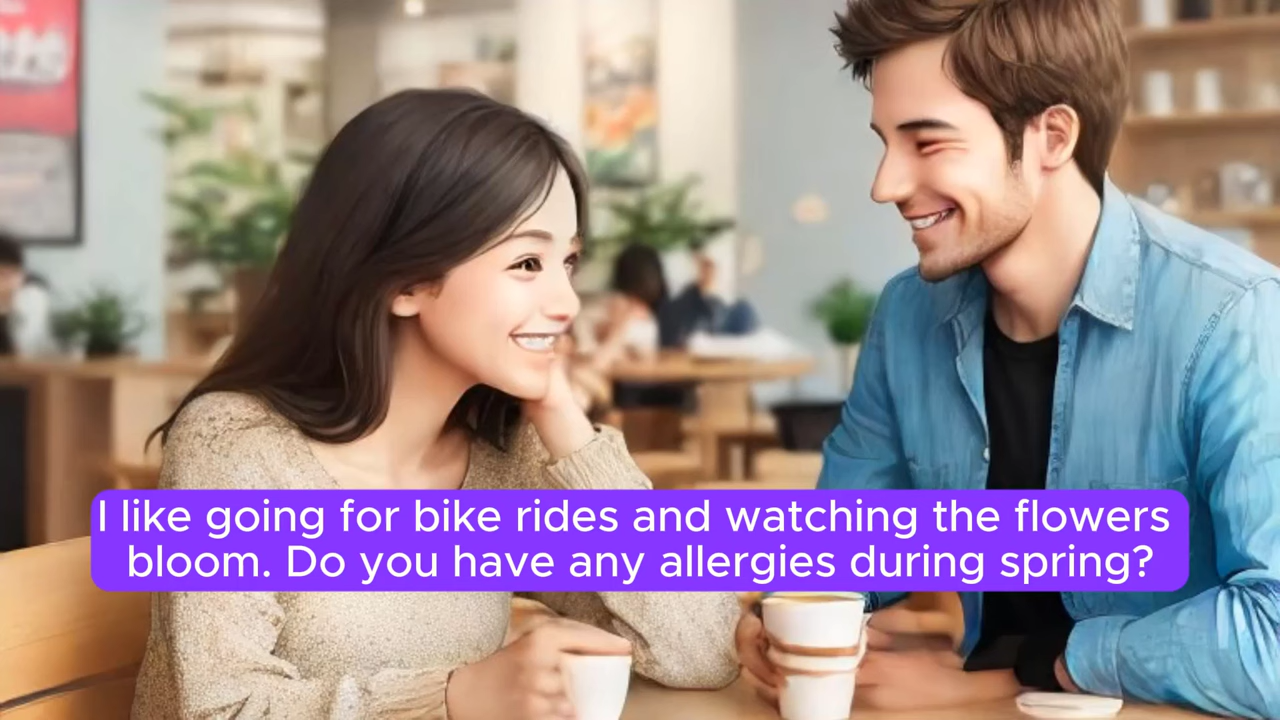 I like going for bike rides and watching the flowers
bloom. Do you have any allergies during spring?